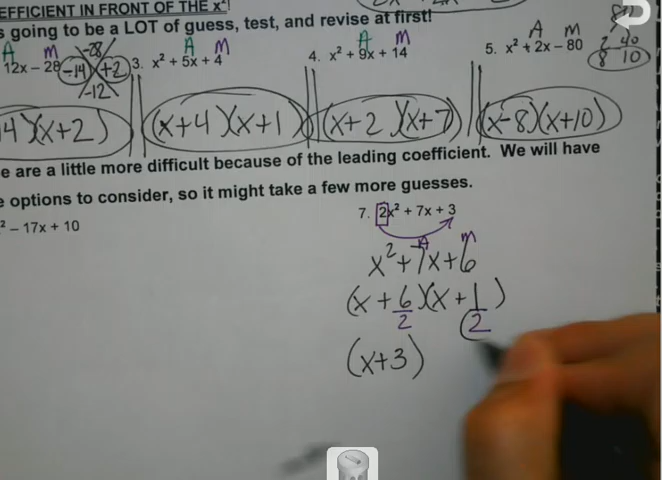 EFFICIENT IN FRONT OF THE x²!
s going to be a LOT of guess, test, and revise at first!
A M
12x − 28
-28
-14 +2
-12
A M
3. x² + 5x + 4
A M
4. x² + 9x + 14
A M
5. x² + 2x − 80
2 40
8 10
4)(x+2)
(x+4)(x+1)
(x+2)(x+7)
(x-8)(x+10)
e are a little more difficult because of the leading coefficient. We will have
e options to consider, so it might take a few more guesses.
² − 17x + 10
7. 2x² + 7x + 3
A M
x² + 7x + 6
(x + 6/2)(x + 1/2)
(x+3)